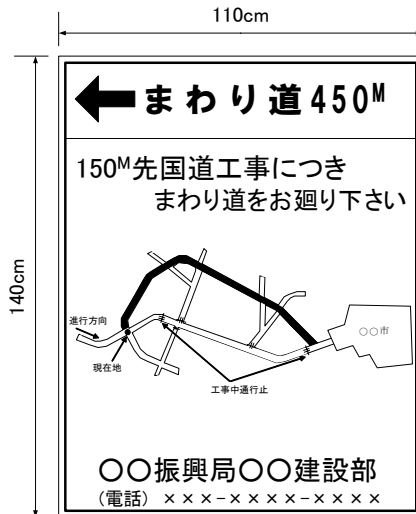 110cm
140cm
まわり道450M
150M先国道工事につき
まわり道をお廻り下さい
進行方向
現在地
○○市
工事中通行止
○○振興局○○建設部
(電話) ×××-××××-××××